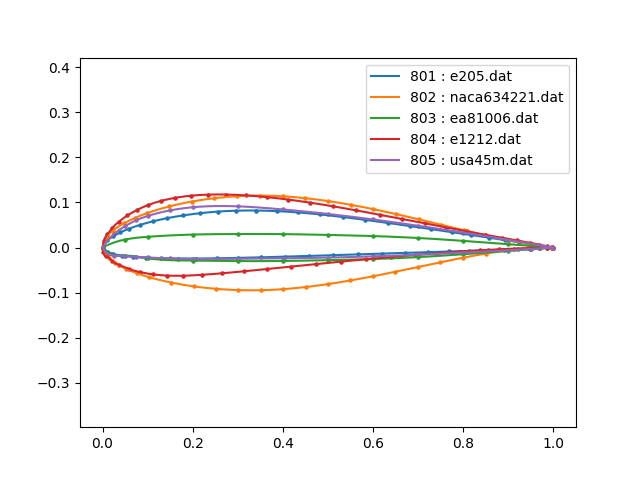 0.4
0.3
0.2
0.1
0.0
−0.1
−0.2
−0.3
0.0 0.2 0.4 0.6 0.8 1.0
801 : e205.dat
802 : naca634221.dat
803 : ea81006.dat
804 : e1212.dat
805 : usa45m.dat